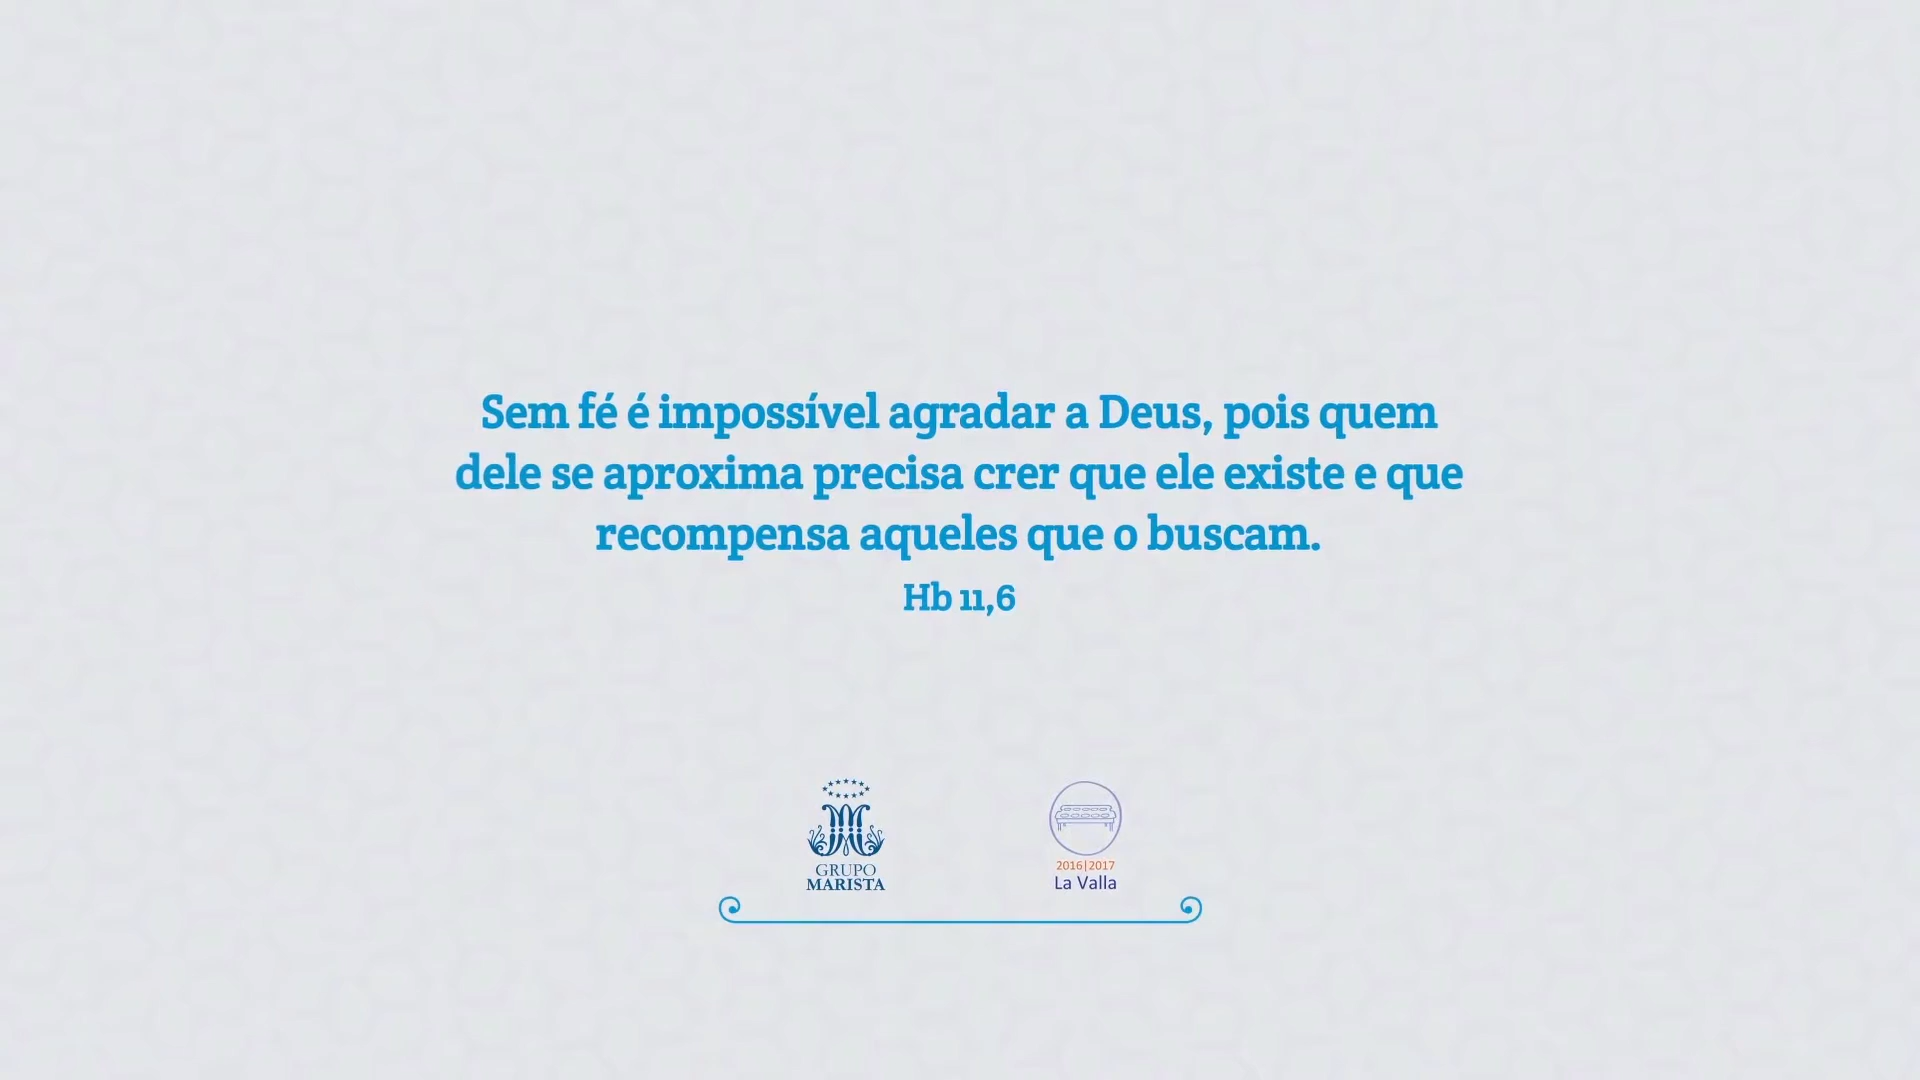 Sem fé é impossível agradar a Deus, pois quem
dele se aproxima precisa crer que ele existe e que
recompensa aqueles que o buscam.
Hb 11,6
GRUPO
MARISTA
2016|2017
La Valla